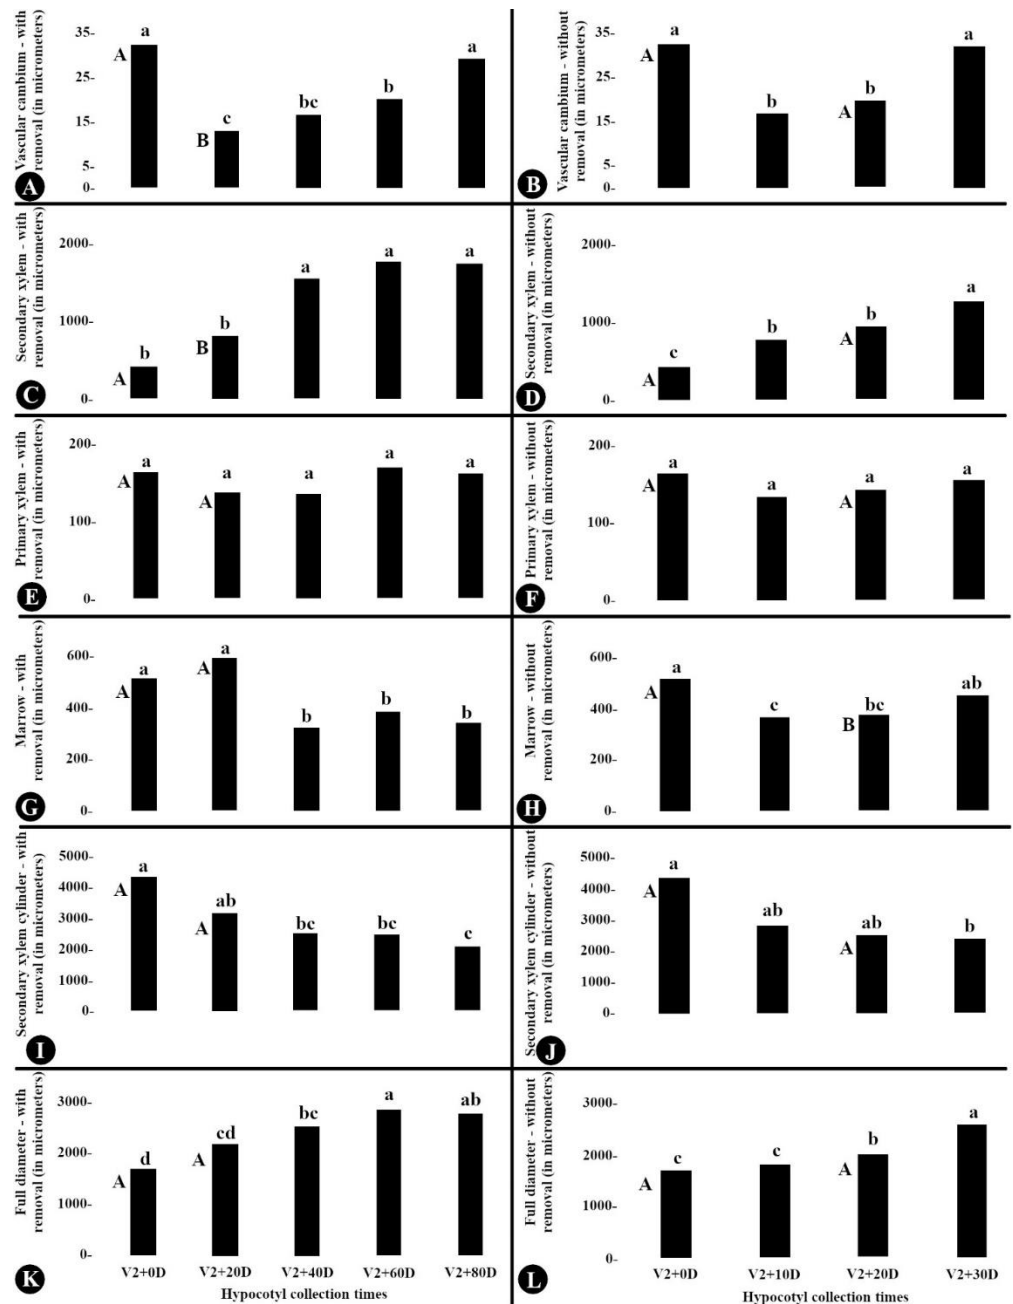 Vascular cambium - with
removal (in micrometers)
35-
25-
15-
5-
0-
A
a
A
c
B
bc
b
a
Vascular cambium - without
removal (in micrometers)
35-
25-
15-
5-
0-
B
a
A
b
b
A
a
Secondary xylem - with
removal (in micrometers)
2000-
1000-
0-
C
b
A
b
B
a
a
a
Secondary xylem - without
removal (in micrometers)
2000-
1000-
0-
D
c
A
b
b
A
a
Primary xylem - with
removal (in micrometers)
200-
100-
0-
E
a
A
a
A
a
a
a
Primary xylem - without
removal (in micrometers)
200-
100-
0-
F
a
A
a
a
A
a
Marrow - with
removal (in micrometers)
600-
400-
200-
0-
G
a
A
a
A
b
b
b
Marrow - without
removal (in micrometers)
600-
400-
200-
0-
H
a
A
c
bc
B
ab
Secondary xylem cylinder - with
removal (in micrometers)
5000-
4000-
3000-
2000-
1000-
0-
I
a
A
ab
A
bc
bc
c
Secondary xylem cylinder - without
removal (in micrometers)
5000-
4000-
3000-
2000-
1000-
0-
J
a
A
ab
ab
A
b
Full diameter - with
removal (in micrometers)
3000-
2000-
1000-
0-
K
d
A
cd
A
bc
a
ab
V2+0D V2+20D V2+40D V2+60D V2+80D
Hypocotyl collection times
Full diameter - without
removal (in micrometers)
3000-
2000-
1000-
0-
L
c
A
c
b
A
a
V2+0D V2+10D V2+20D V2+30D
Hypocotyl collection times